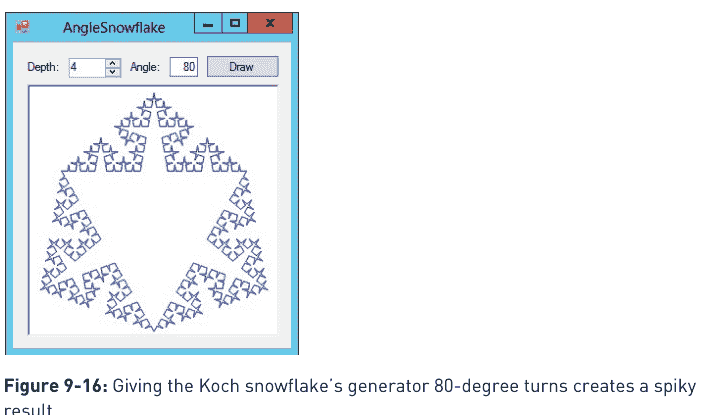 AngleSnowflake
Depth: 4 Angle: 80 Draw
Figure 9-16: Giving the Koch snowflake's generator 80-degree turns creates a spiky
result